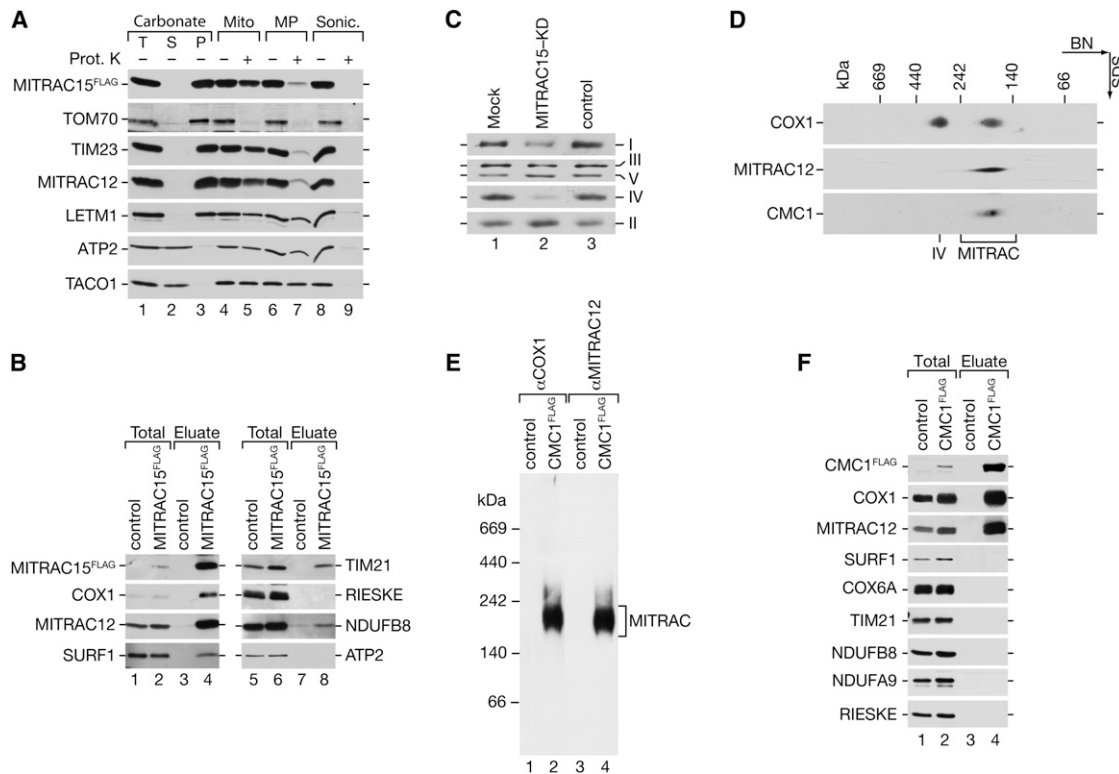 A
Carbonate Mito MP Sonic.
T S P
Prot. K – – – – + – + – +
MITRAC15FLAG
TOM70
TIM23
MITRAC12
LETM1
ATP2
TACO1
1 2 3 4 5 6 7 8 9
B
Total Eluate Total Eluate
control MITRAC15FLAG control MITRAC15FLAG control MITRAC15FLAG control MITRAC15FLAG
MITRAC15FLAG TIM21
COX1 RIESKE
MITRAC12 NDUFB8
SURF1 ATP2
1 2 3 4 5 6 7 8
C
Mock MITRAC15–KD control
I
III
V
IV
II
1 2 3
D
BN
SDS
kDa 669 440 242 140 66
COX1
MITRAC12
CMC1
IV MITRAC
E
αCOX1 αMITRAC12
control CMC1FLAG control CMC1FLAG
kDa
669
440
242
MITRAC
140
66
1 2 3 4
F
Total Eluate
control CMC1FLAG control CMC1FLAG
CMC1FLAG
COX1
MITRAC12
SURF1
COX6A
TIM21
NDUFB8
NDUFA9
RIESKE
1 2 3 4